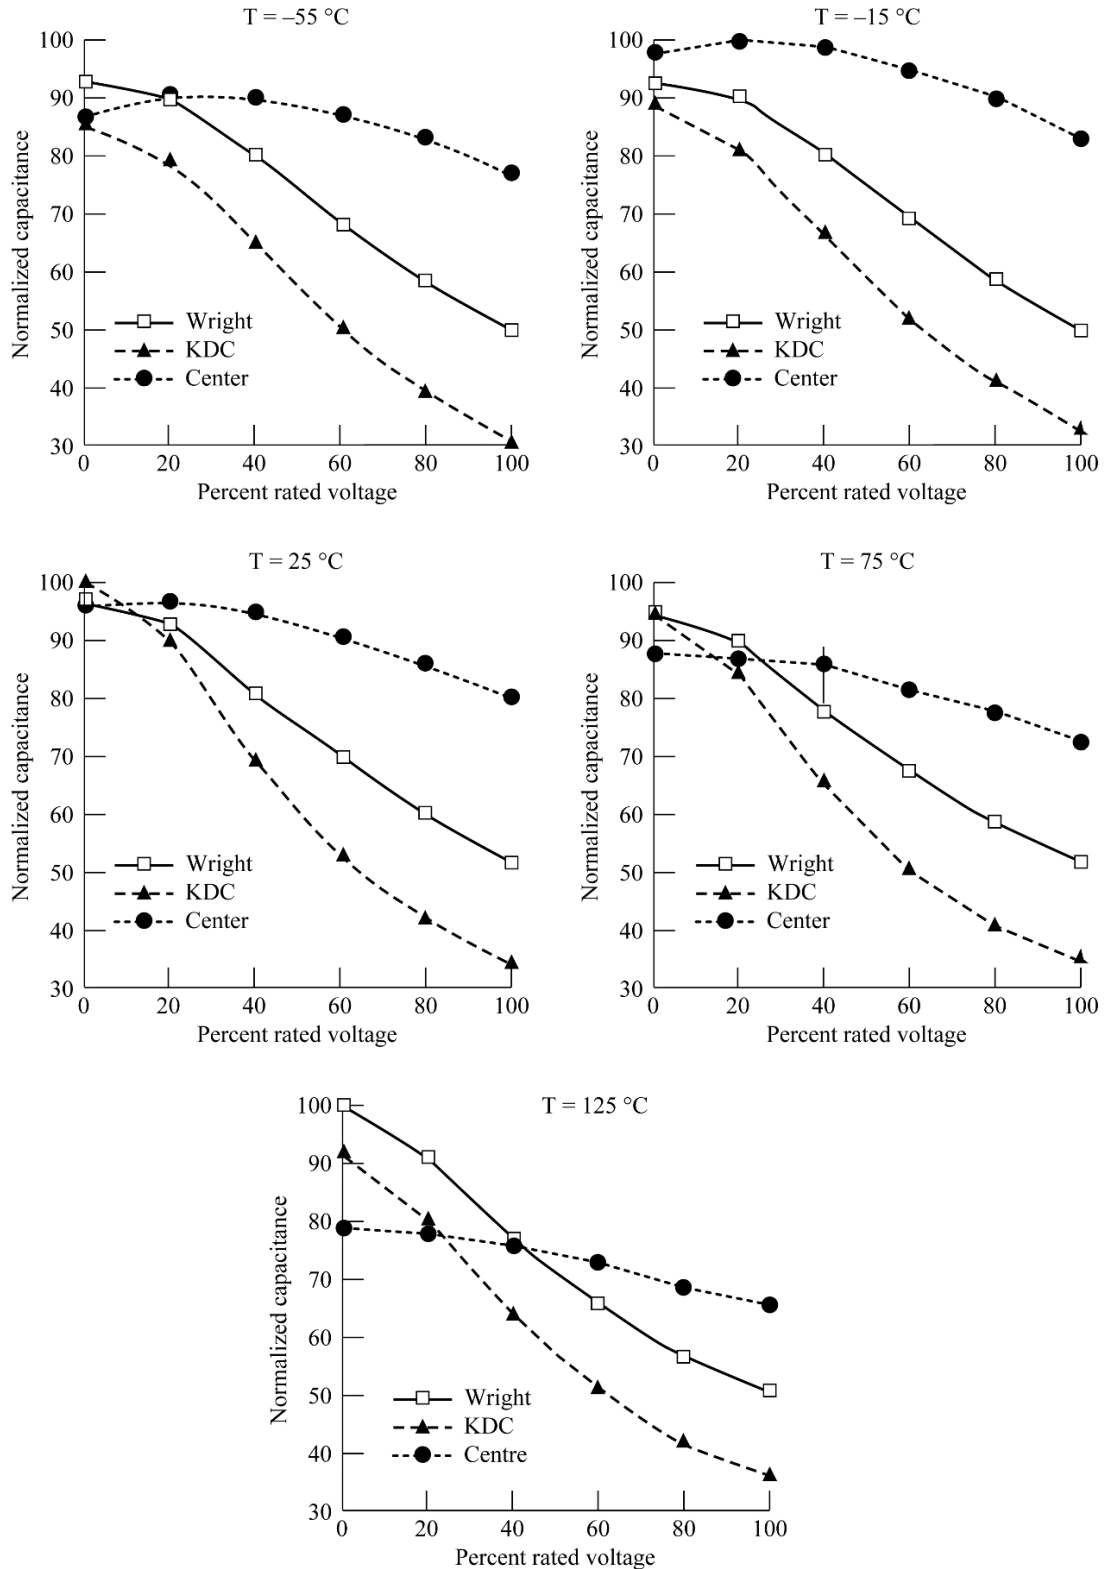 T = –55 °C
100
90
80
70
60
50
40
30
Normalized capacitance
Wright
KDC
Center
0 20 40 60 80 100
Percent rated voltage
T = –15 °C
100
90
80
70
60
50
40
30
Normalized capacitance
Wright
KDC
Center
0 20 40 60 80 100
Percent rated voltage
T = 25 °C
100
90
80
70
60
50
40
30
Normalized capacitance
Wright
KDC
Center
0 20 40 60 80 100
Percent rated voltage
T = 75 °C
100
90
80
70
60
50
40
30
Normalized capacitance
Wright
KDC
Center
0 20 40 60 80 100
Percent rated voltage
T = 125 °C
100
90
80
70
60
50
40
30
Normalized capacitance
Wright
KDC
Centre
0 20 40 60 80 100
Percent rated voltage